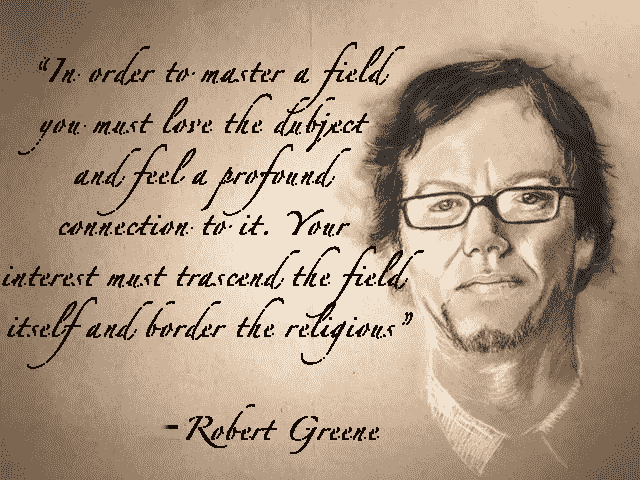 “In order to master a field
you must love the dubject
and feel a profound
connection to it. Your
interest must trascend the field
itself and border the religious”
-Robert Greene